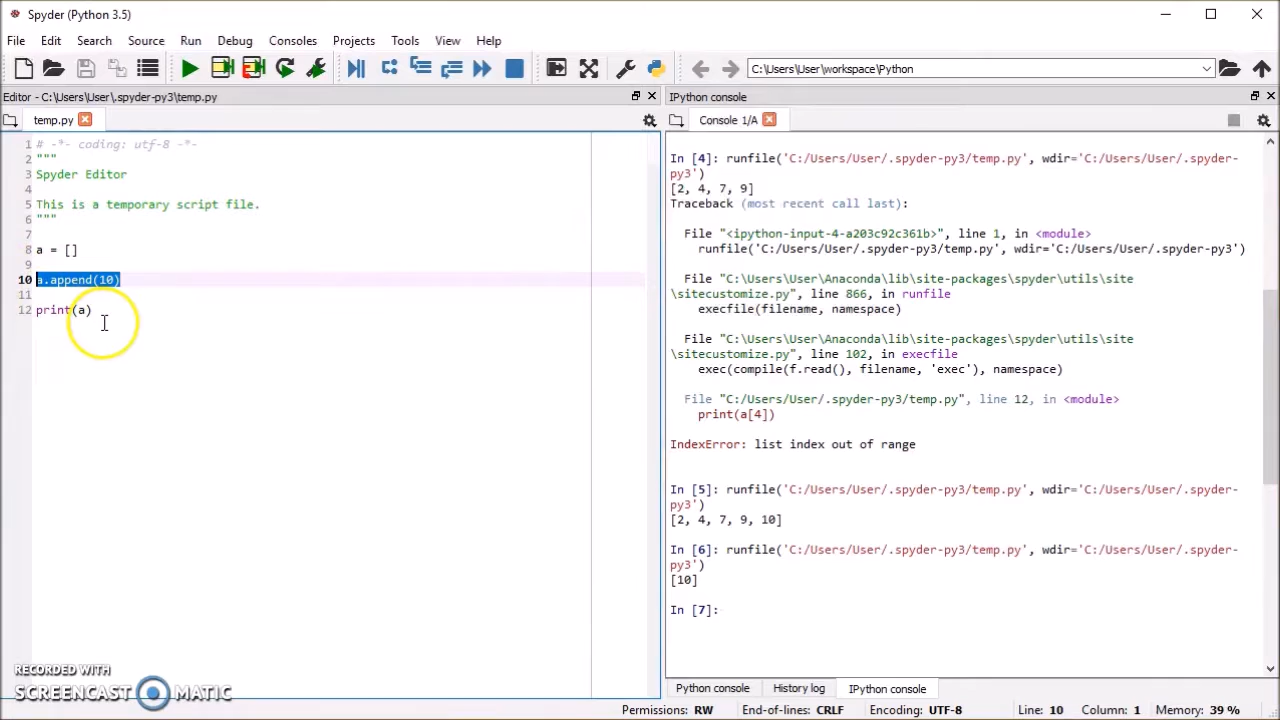 Spyder (Python 3.5)
File Edit Search Source Run Debug Consoles Projects Tools View Help
C:\Users\User\workspace\Python
Editor - C:\Users\User\.spyder-py3\temp.py
temp.py
1 # -*- coding: utf-8 -*-
2 """
3 Spyder Editor
4
5 This is a temporary script file.
6 """
7
8 a = []
9
10 a.append(10)
11
12 print(a)
IPython console
Console 1/A
In [4]: runfile('C:/Users/User/.spyder-py3/temp.py', wdir='C:/Users/User/.spyder-
py3')
[2, 4, 7, 9]
Traceback (most recent call last):
File "<ipython-input-4-a203c92c361b>", line 1, in <module>
runfile('C:/Users/User/.spyder-py3/temp.py', wdir='C:/Users/User/.spyder-py3')
File "C:\Users\User\Anaconda\lib\site-packages\spyder\utils\site
\sitecustomize.py", line 866, in runfile
execfile(filename, namespace)
File "C:\Users\User\Anaconda\lib\site-packages\spyder\utils\site
\sitecustomize.py", line 102, in execfile
exec(compile(f.read(), filename, 'exec'), namespace)
File "C:/Users/User/.spyder-py3/temp.py", line 12, in <module>
print(a[4])
IndexError: list index out of range
In [5]: runfile('C:/Users/User/.spyder-py3/temp.py', wdir='C:/Users/User/.spyder-
py3')
[2, 4, 7, 9, 10]
In [6]: runfile('C:/Users/User/.spyder-py3/temp.py', wdir='C:/Users/User/.spyder-
py3')
[10]
In [7]:
Python console History log IPython console
RECORDED WITH
SCREENCAST MATIC
Permissions: RW End-of-lines: CRLF Encoding: UTF-8 Line: 10 Column: 1 Memory: 39 %